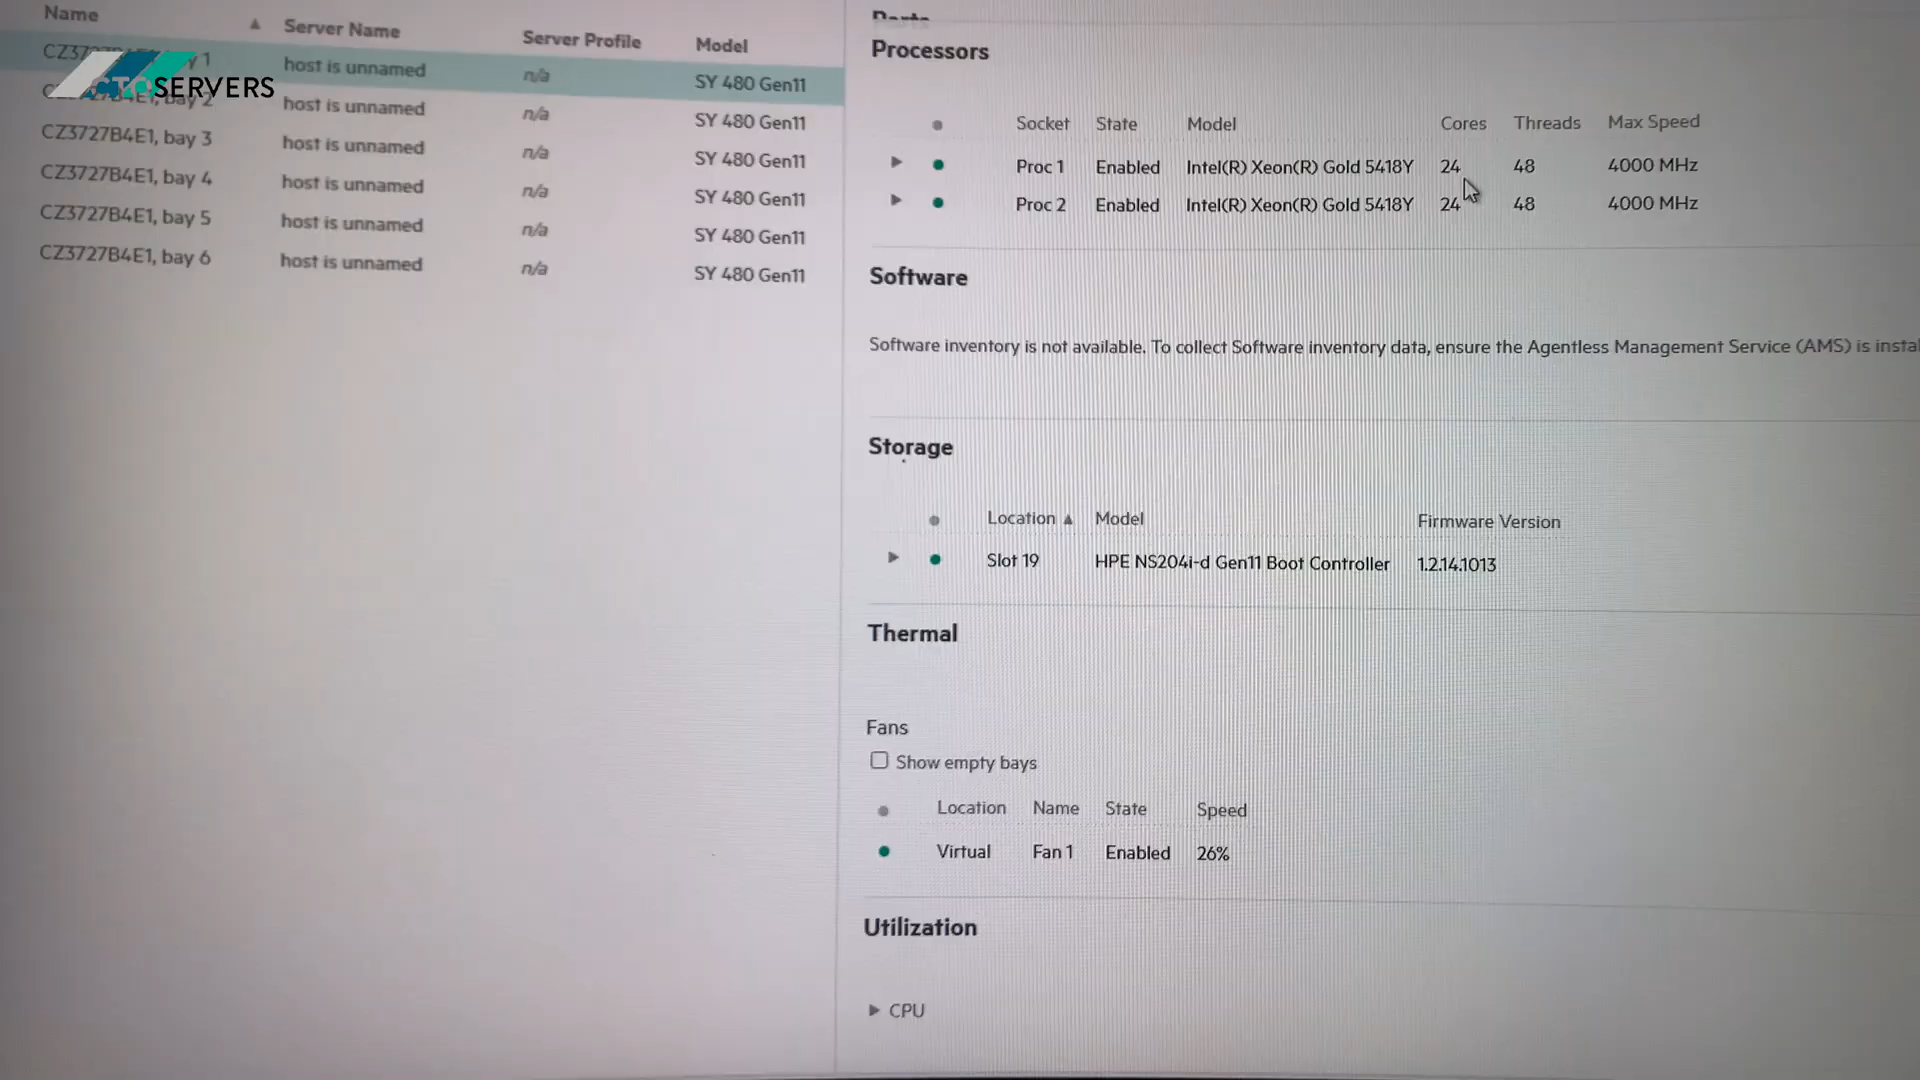 Name Server Name Server Profile Model
host is unnamed n/a SY 480 Gen11
host is unnamed n/a SY 480 Gen11
CZ3727B4E1, bay 3 host is unnamed n/a SY 480 Gen11
CZ3727B4E1, bay 4 host is unnamed n/a SY 480 Gen11
CZ3727B4E1, bay 5 host is unnamed n/a SY 480 Gen11
CZ3727B4E1, bay 6 host is unnamed n/a SY 480 Gen11
CTOSERVERS
Processors
Socket State Model Cores Threads Max Speed
Proc 1 Enabled Intel(R) Xeon(R) Gold 5418Y 24 48 4000 MHz
Proc 2 Enabled Intel(R) Xeon(R) Gold 5418Y 24 48 4000 MHz
Software
Software inventory is not available. To collect Software inventory data, ensure the Agentless Management Service (AMS) is instal
Storage
Location Model Firmware Version
Slot 19 HPE NS204i-d Gen11 Boot Controller 1.2.14.1013
Thermal
Fans
Show empty bays
Location Name State Speed
Virtual Fan 1 Enabled 26%
Utilization
CPU